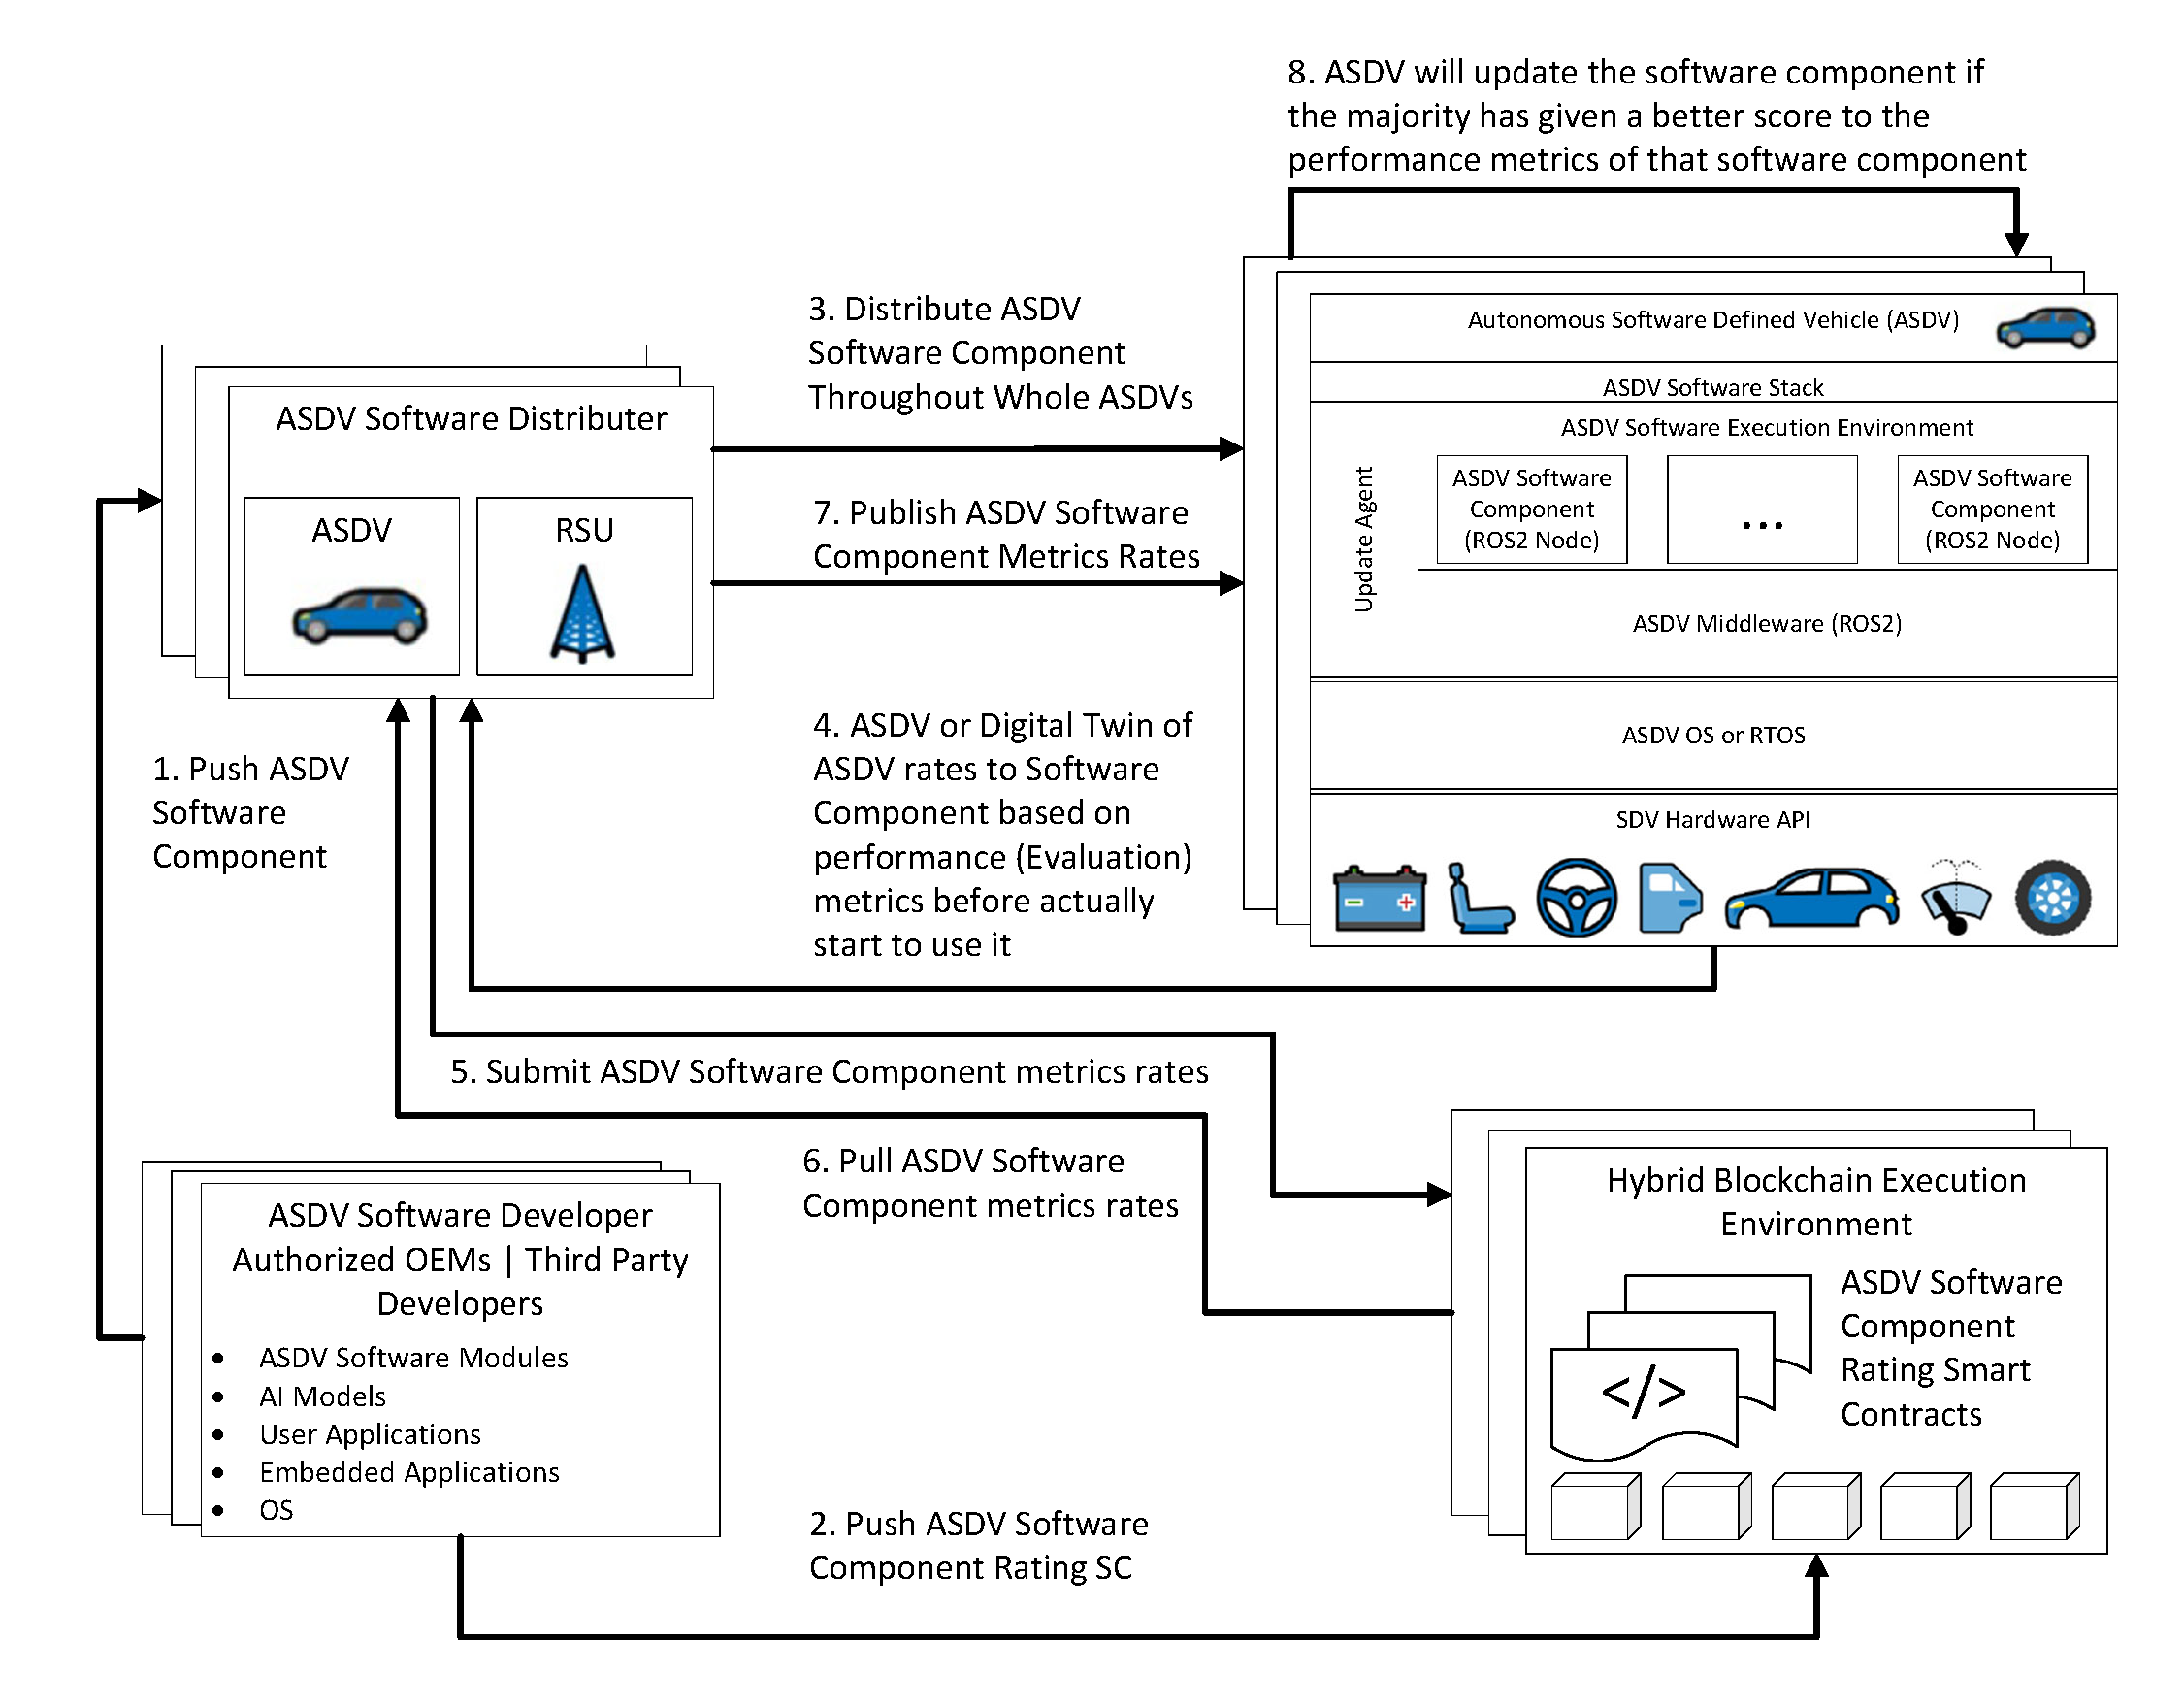 8. ASDV will update the software component if
the majority has given a better score to the
performance metrics of that software component
3. Distribute ASDV
Software Component
Throughout Whole ASDVs
Autonomous Software Defined Vehicle (ASDV)
ASDV Software Stack
Update Agent
ASDV Software Execution Environment
ASDV Software
Component
(ROS2 Node)
...
ASDV Software
Component
(ROS2 Node)
ASDV Middleware (ROS2)
ASDV OS or RTOS
SDV Hardware API
ASDV Software Distributer
ASDV
RSU
7. Publish ASDV Software
Component Metrics Rates
1. Push ASDV
Software
Component
4. ASDV or Digital Twin of
ASDV rates to Software
Component based on
performance (Evaluation)
metrics before actually
start to use it
5. Submit ASDV Software Component metrics rates
6. Pull ASDV Software
Component metrics rates
ASDV Software Developer
Authorized OEMs | Third Party
Developers
• ASDV Software Modules
• AI Models
• User Applications
• Embedded Applications
• OS
Hybrid Blockchain Execution
Environment
</>
ASDV Software
Component
Rating Smart
Contracts
2. Push ASDV Software
Component Rating SC